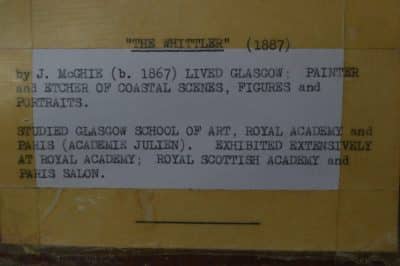 "THE WHITTLER" (1887)
by J. McGHIE (b. 1867) LIVED GLASGOW: PAINTER
and ETCHER OF COASTAL SCENES, FIGURES and
PORTRAITS.
STUDIED GLASGOW SCHOOL OF ART, ROYAL ACADEMY and
PARIS (ACADEMIE JULIEN). EXHIBITED EXTENSIVELY
AT ROYAL ACADEMY; ROYAL SCOTTISH ACADEMY and
PARIS SALON.